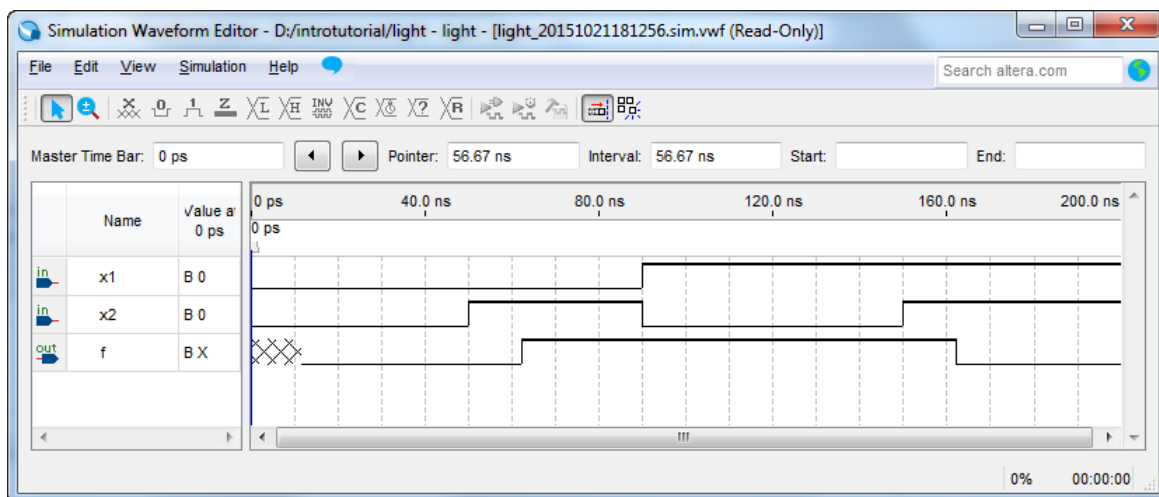 Simulation Waveform Editor - D:/introtutorial/light - light - [light_20151021181256.sim.vwf (Read-Only)]
File Edit View Simulation Help
Search altera.com
Master Time Bar: 0 ps Pointer: 56.67 ns Interval: 56.67 ns Start: End:
Name Value at 0 ps 0 ps 40.0 ns 80.0 ns 120.0 ns 160.0 ns 200.0 ns
0 ps
in x1 B 0
in x2 B 0
out f B X
0% 00:00:00